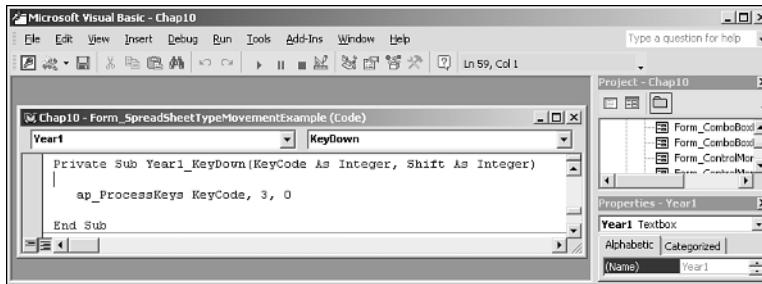 Microsoft Visual Basic - Chap10
File Edit View Insert Debug Run Tools Add-Ins Window Help
Type a question for help
Ln 59, Col 1
Project - Chap10
Form_ComboBoxI
Form_ComboBoxI
Form_ControlMor
Chap10 - Form_SpreadSheetTypeMovementExample (Code)
Year1 KeyDown
Private Sub Year1_KeyDown(KeyCode As Integer, Shift As Integer)
ap_ProcessKeys KeyCode, 3, 0
End Sub
Properties - Year1
Year1 Textbox
Alphabetic Categorized
(Name) Year1